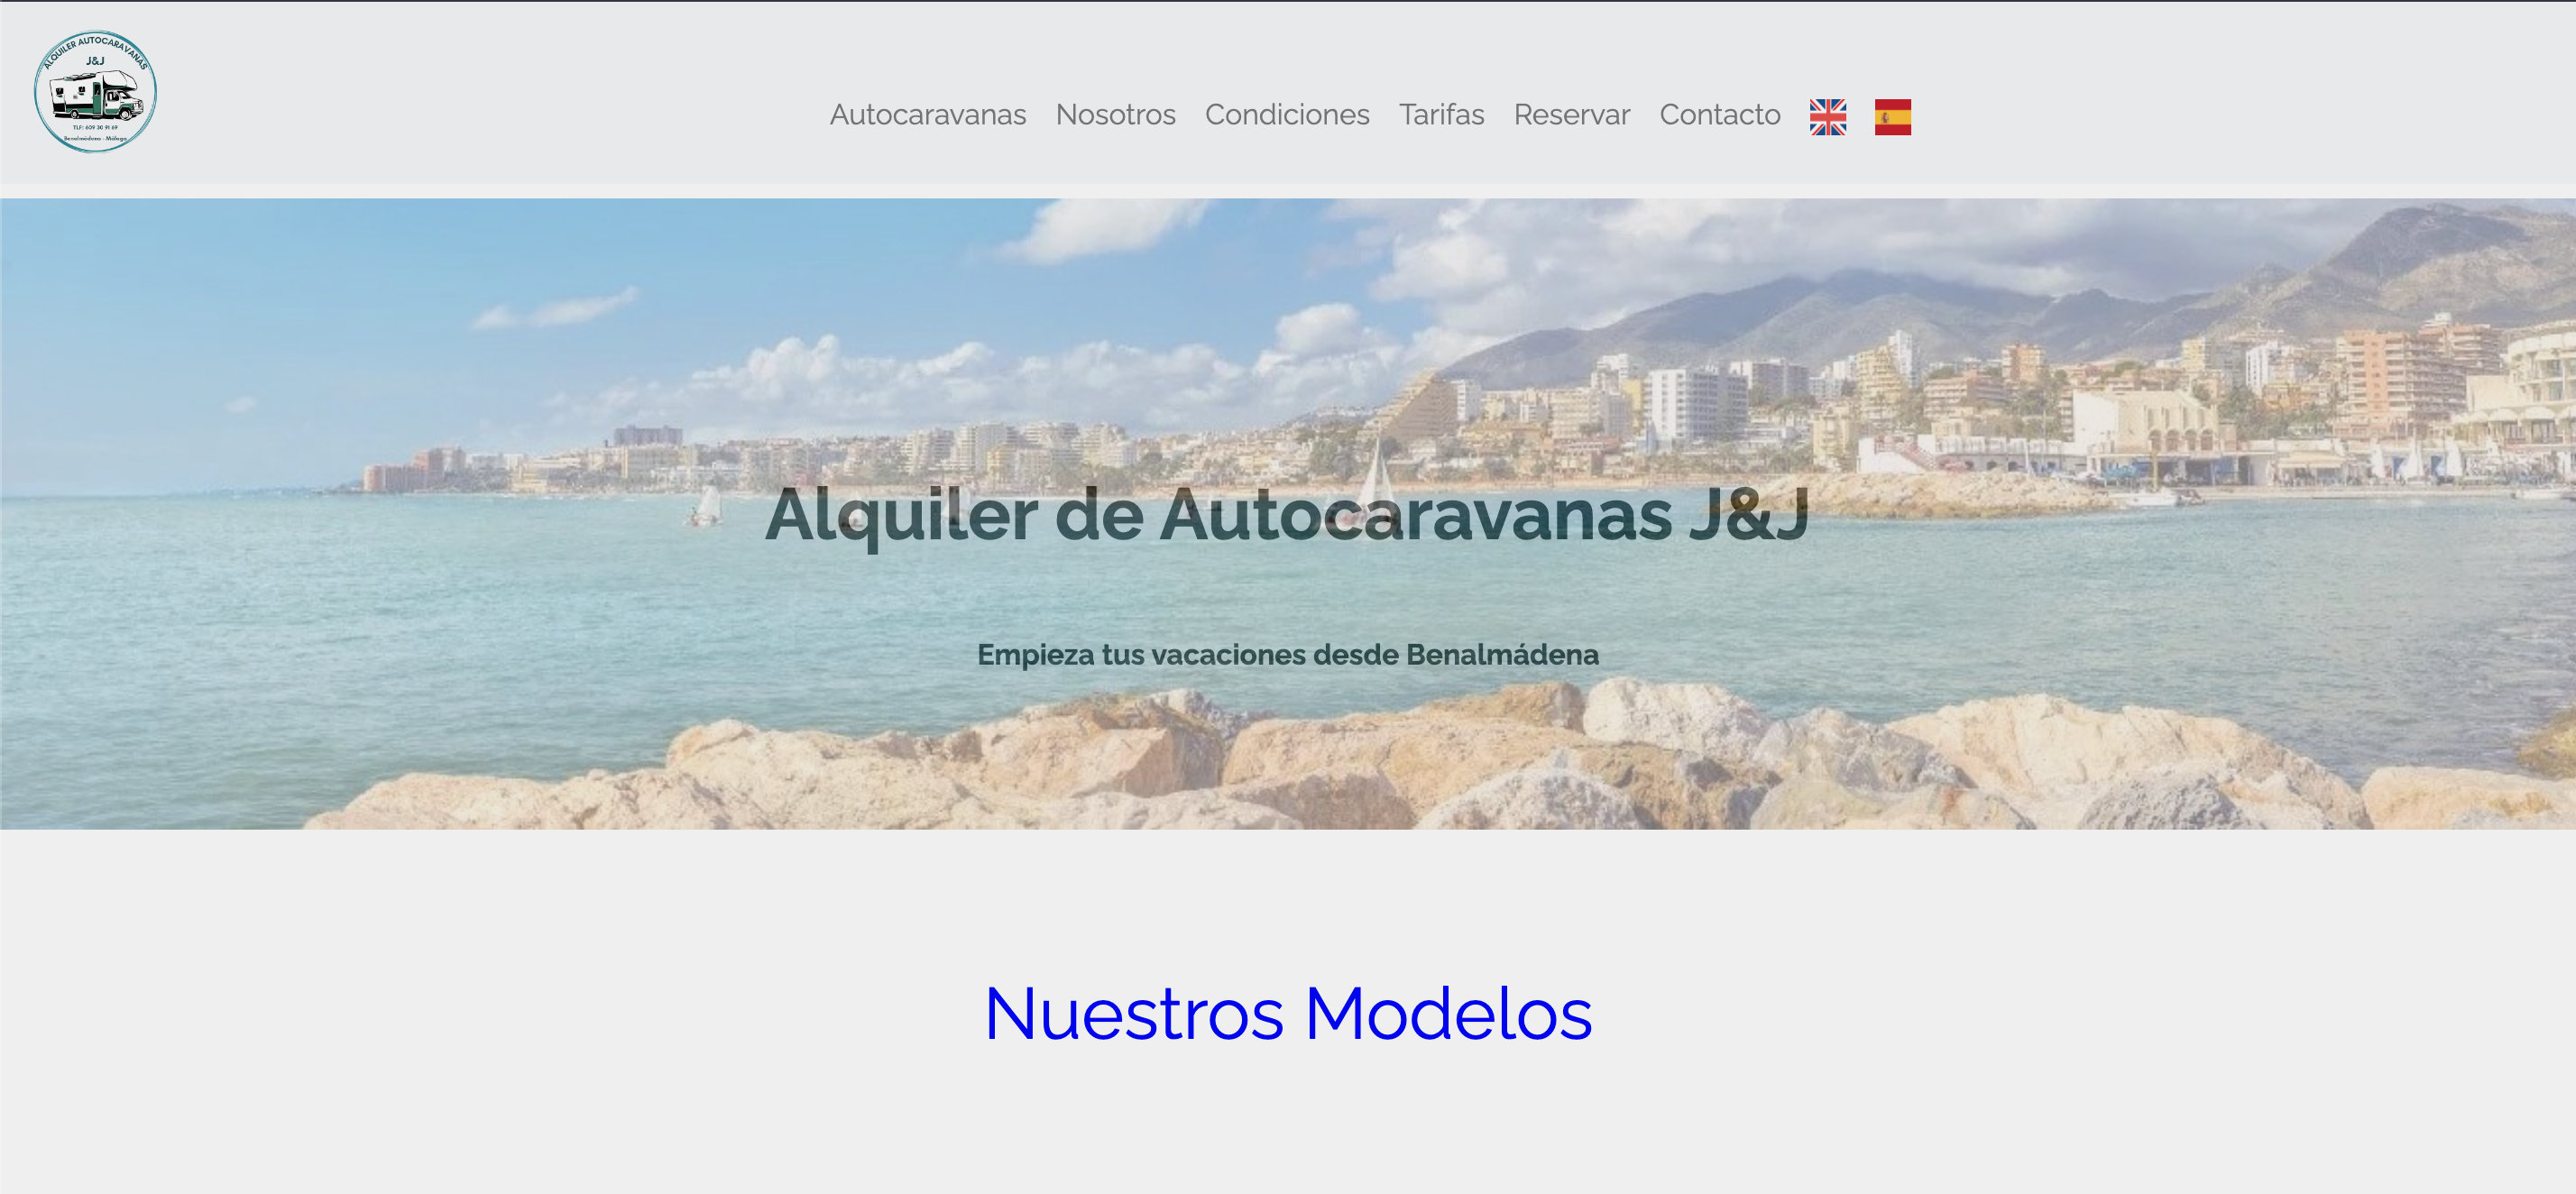 ALQUILER AUTOCARAVANAS
J&J
TLF: 609 30 91 69
Benalmádena - Málaga
Autocaravanas Nosotros Condiciones Tarifas Reservar Contacto
Alquiler de Autocaravanas J&J
Empieza tus vacaciones desde Benalmádena
Nuestros Modelos